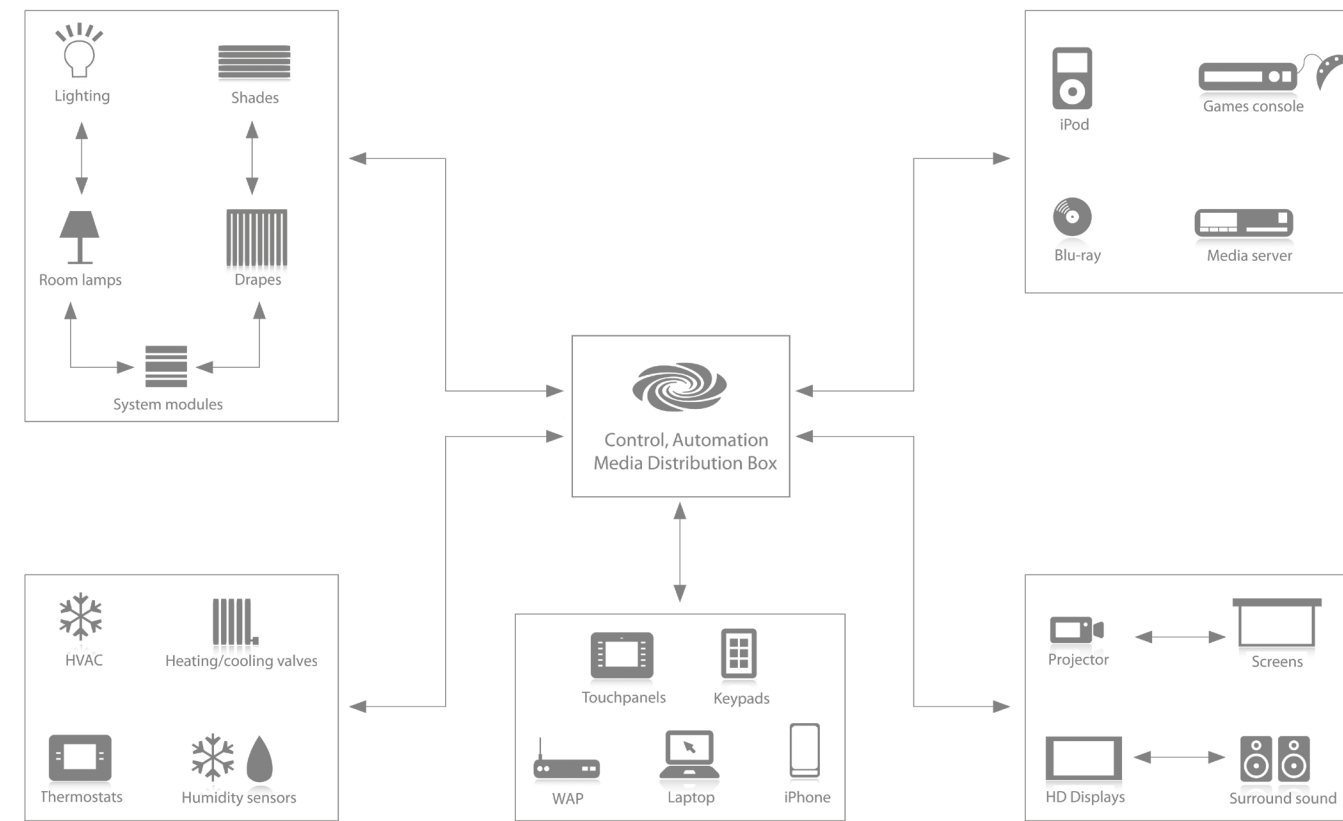 Lighting
Shades
Room lamps
Drapes
System modules
iPod
Games console
Blu-ray
Media server
Control, Automation
Media Distribution Box
HVAC
Heating/cooling valves
Thermostats
Humidity sensors
Touchpanels
Keypads
WAP
Laptop
iPhone
Projector
Screens
HD Displays
Surround sound